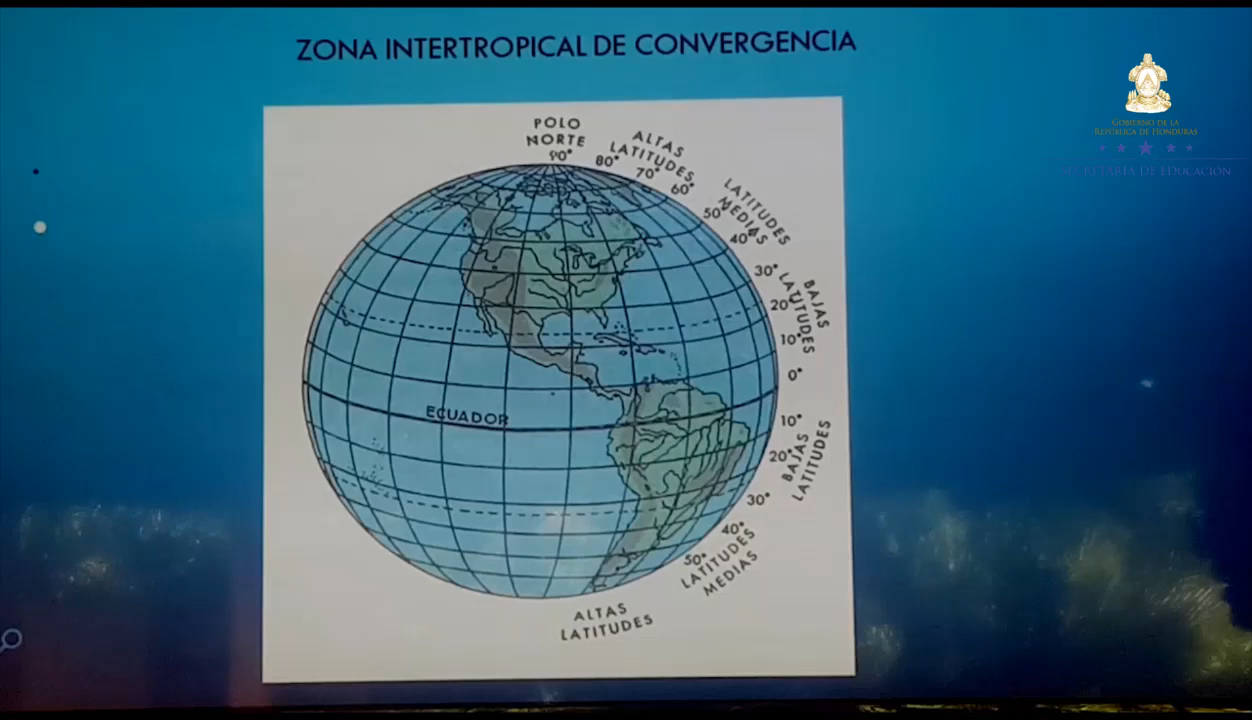 ZONA INTERTROPICAL DE CONVERGENCIA
GOBIERNO DE LA
REPÚBLICA DE HONDURAS
SECRETARÍA DE EDUCACIÓN
POLO
NORTE
90°
80°
ALTAS
LATITUDES
70°
60°
50°
LATITUDES
MEDIAS
40°
30°
BAJAS
LATITUDES
20°
10°
0°
ECUADOR
10°
20°
BAJAS
LATITUDES
30°
40°
50°
LATITUDES
MEDIAS
ALTAS
LATITUDES